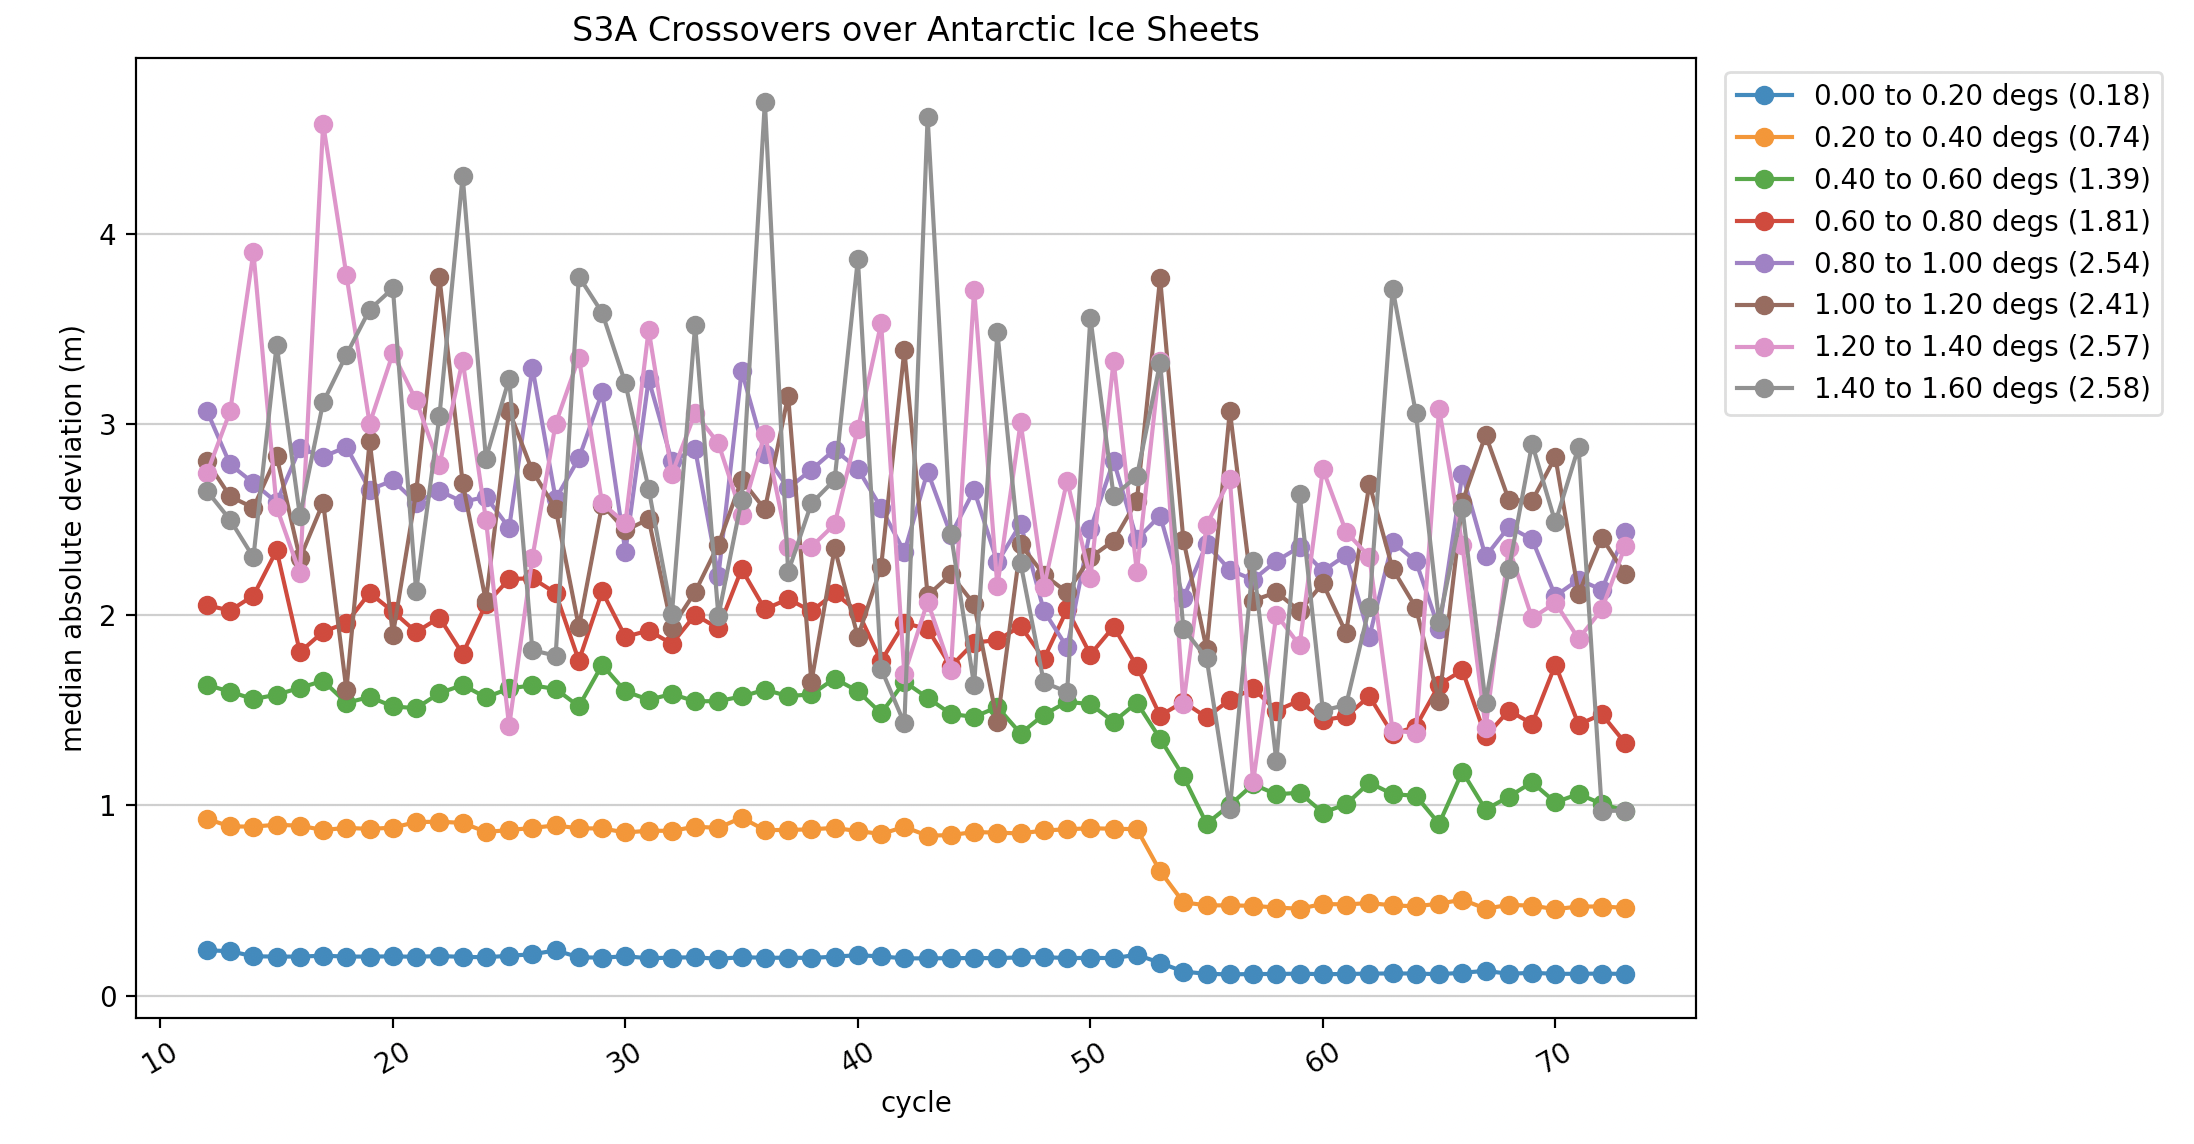 S3A Crossovers over Antarctic Ice Sheets
0.00 to 0.20 degs (0.18)
0.20 to 0.40 degs (0.74)
0.40 to 0.60 degs (1.39)
0.60 to 0.80 degs (1.81)
0.80 to 1.00 degs (2.54)
1.00 to 1.20 degs (2.41)
1.20 to 1.40 degs (2.57)
1.40 to 1.60 degs (2.58)
median absolute deviation (m)
4
3
2
1
0
10 20 30 40 50 60 70
cycle